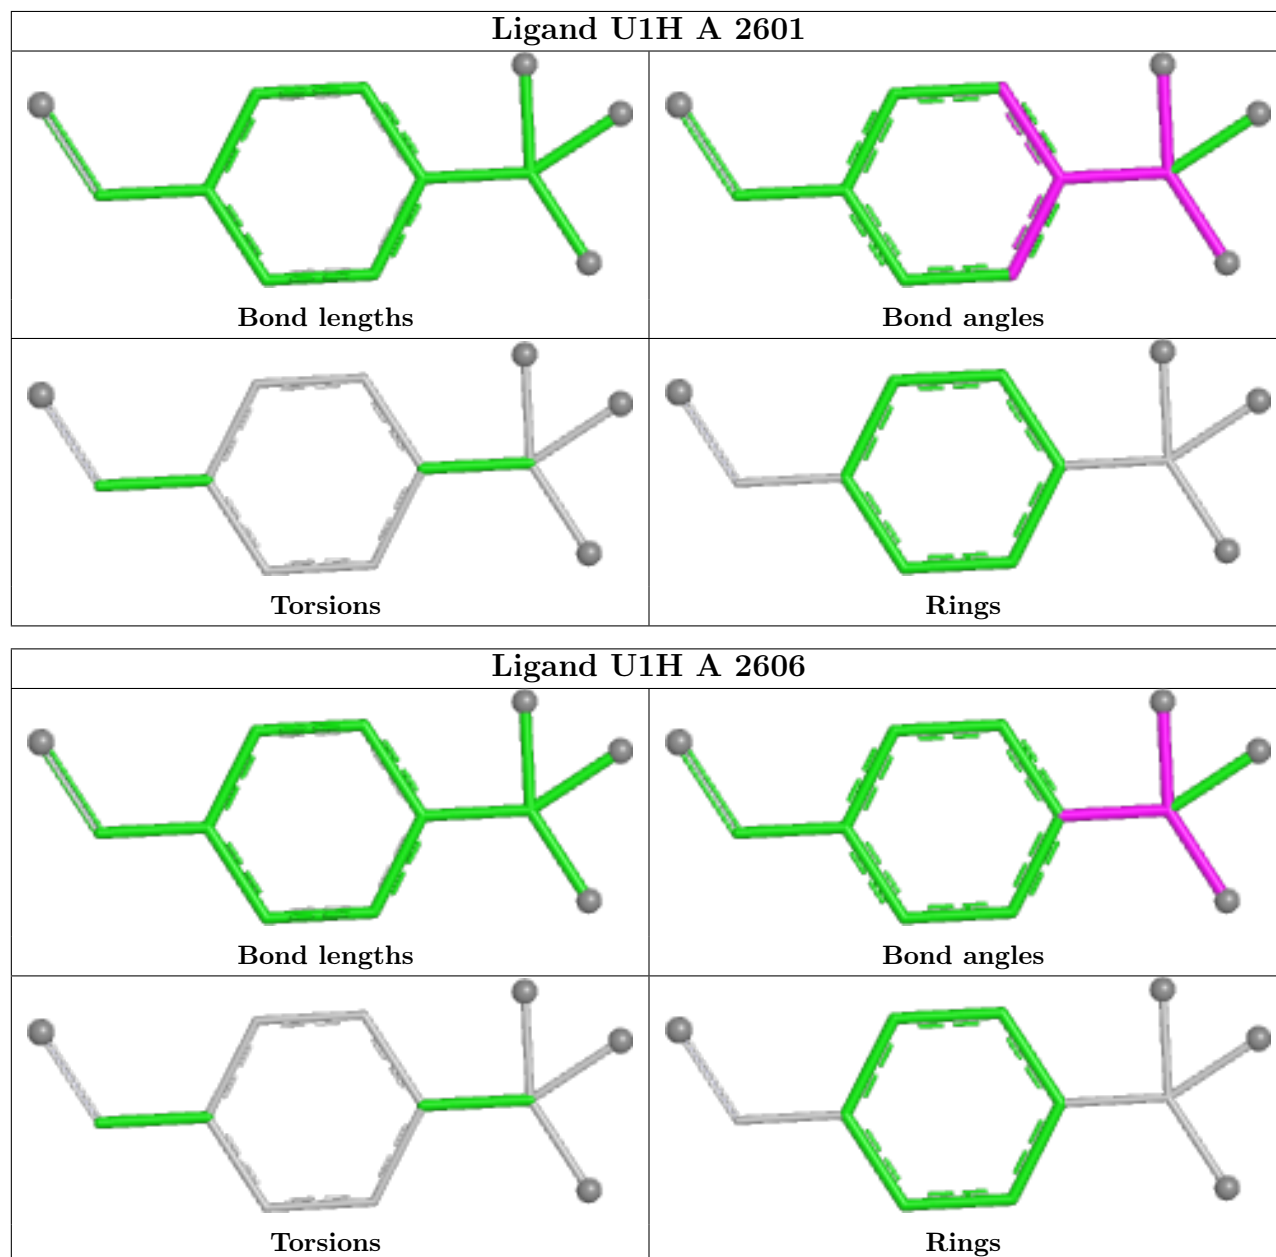 Ligand U1H A 2601
Bond lengths
Bond angles
Torsions
Rings
Ligand U1H A 2606
Bond lengths
Bond angles
Torsions
Rings